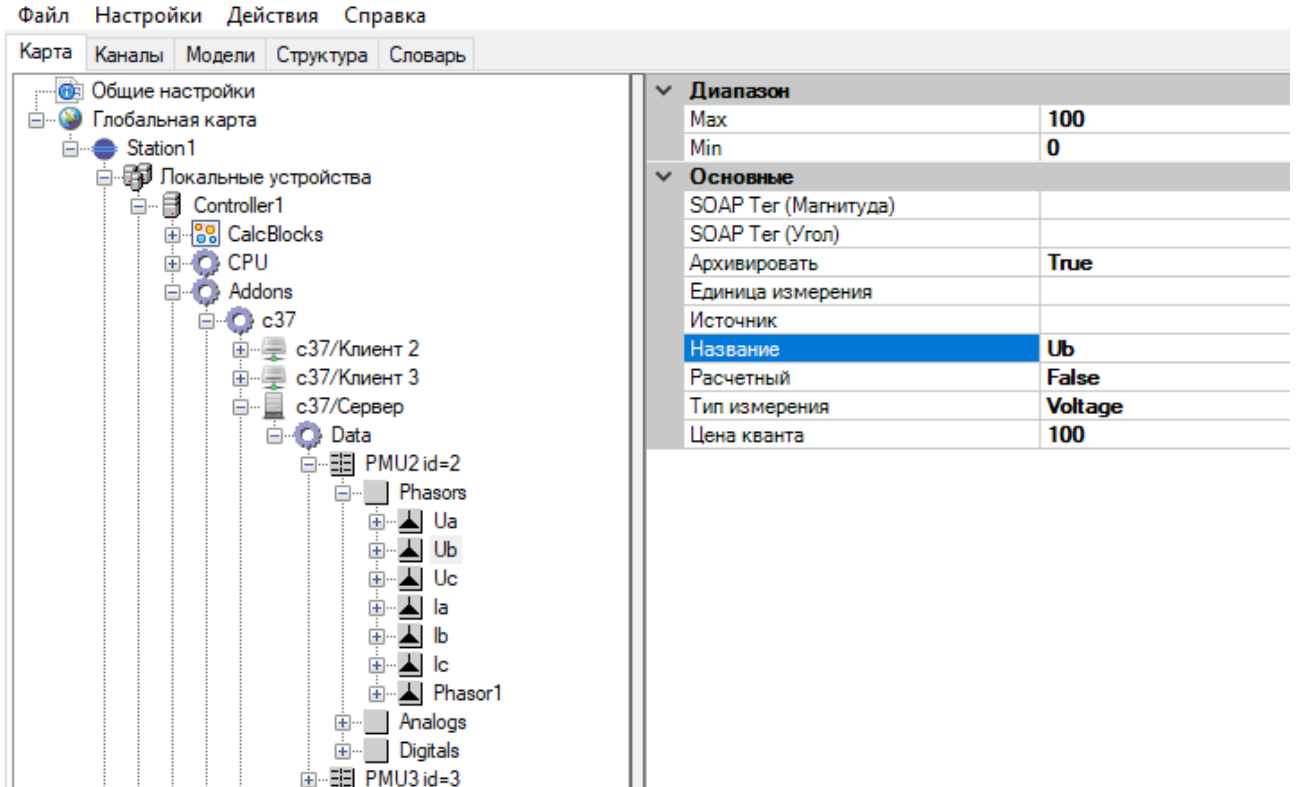 Файл Настройки Действия Справка
Карта Каналы Модели Структура Словарь
Общие настройки
Глобальная карта
Station1
Локальные устройства
Controller1
CalcBlocks
CPU
Addons
c37
c37/Клиент 2
c37/Клиент 3
c37/Сервер
Data
PMU2 id=2
Phasors
Ua
Ub
Uc
Ia
Ib
Ic
Phasor1
Analogs
Digitals
PMU3 id=3
Диапазон
Max 100
Min 0
Основные
SOAP Тег (Магнитуда)
SOAP Тег (Угол)
Архивировать True
Единица измерения
Источник
Название Ub
Расчетный False
Тип измерения Voltage
Цена кванта 100